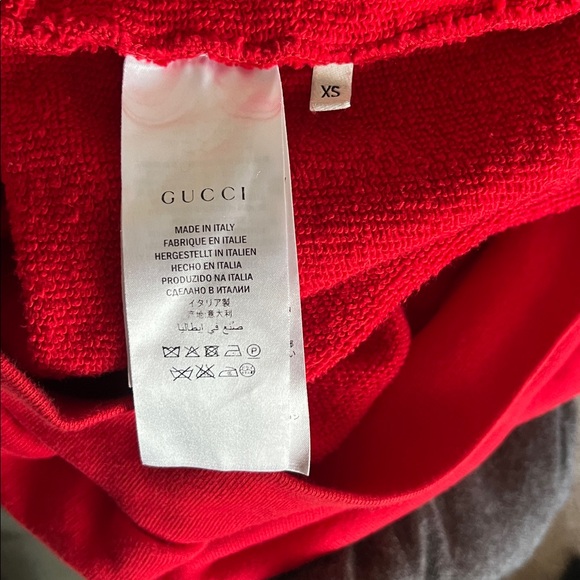 XS
GUCCI
MADE IN ITALY
FABRIQUE EN ITALIE
HERGESTELLT IN ITALIEN
HECHO EN ITALIA
PRODUZIDO NA ITALIA
СДЕЛАНО В ИТАЛИИ
イタリア製
产地:意大利
صنع في إيطاليا
P